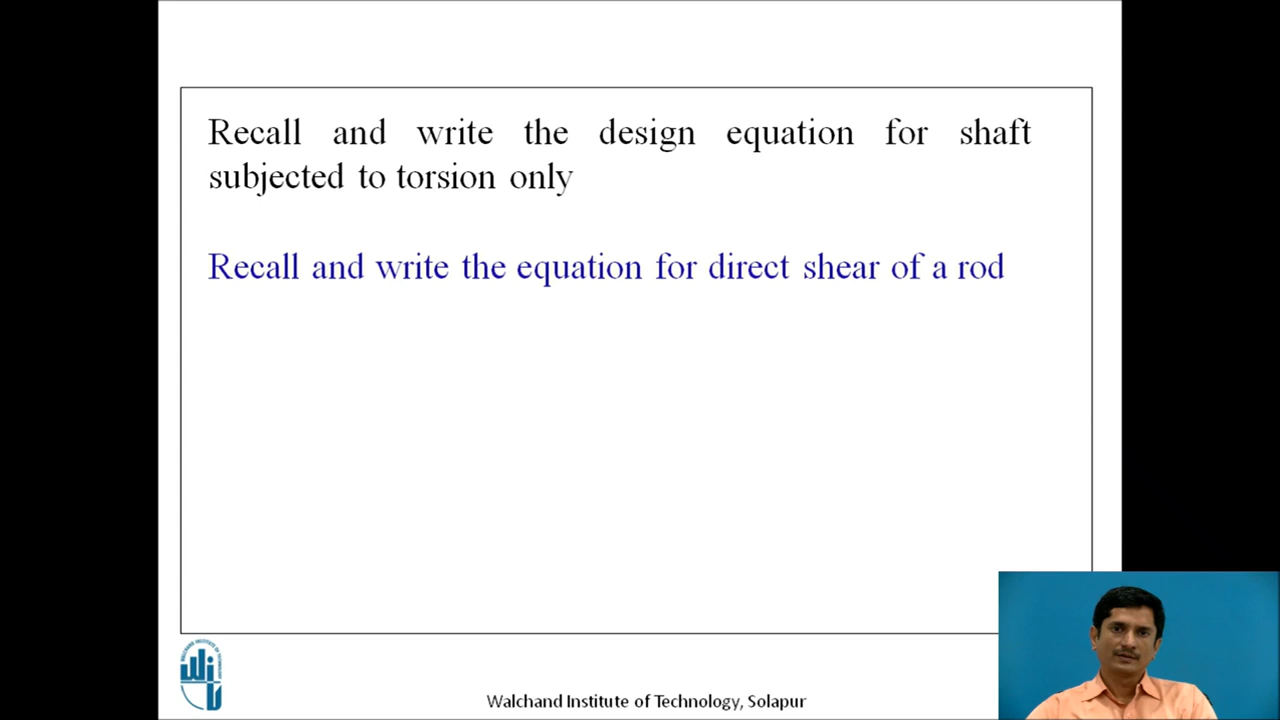 Recall and write the design equation for shaft
subjected to torsion only
Recall and write the equation for direct shear of a rod
Walchand Institute of Technology, Solapur